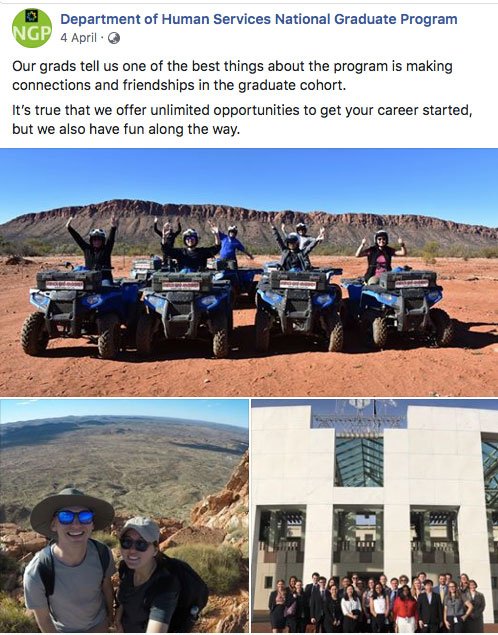 NGP
Department of Human Services National Graduate Program
4 April ·
Our grads tell us one of the best things about the program is making
connections and friendships in the graduate cohort.
It's true that we offer unlimited opportunities to get your career started,
but we also have fun along the way.